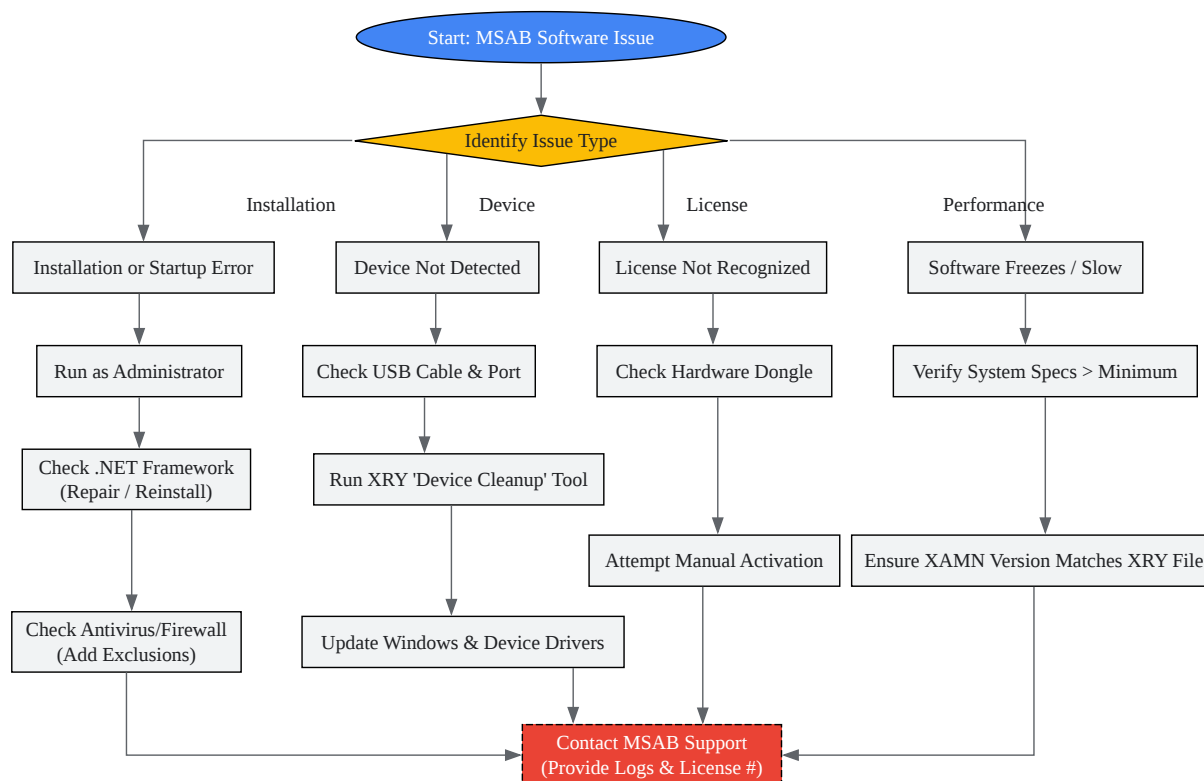 Start: MSAB Software Issue
Identify Issue Type
Installation
Device
License
Performance
Installation or Startup Error
Device Not Detected
License Not Recognized
Software Freezes / Slow
Run as Administrator
Check USB Cable & Port
Check Hardware Dongle
Verify System Specs > Minimum
Check .NET Framework
(Repair / Reinstall)
Run XRY 'Device Cleanup' Tool
Attempt Manual Activation
Ensure XAMN Version Matches XRY File
Check Antivirus/Firewall
(Add Exclusions)
Update Windows & Device Drivers
Contact MSAB Support
(Provide Logs & License #)